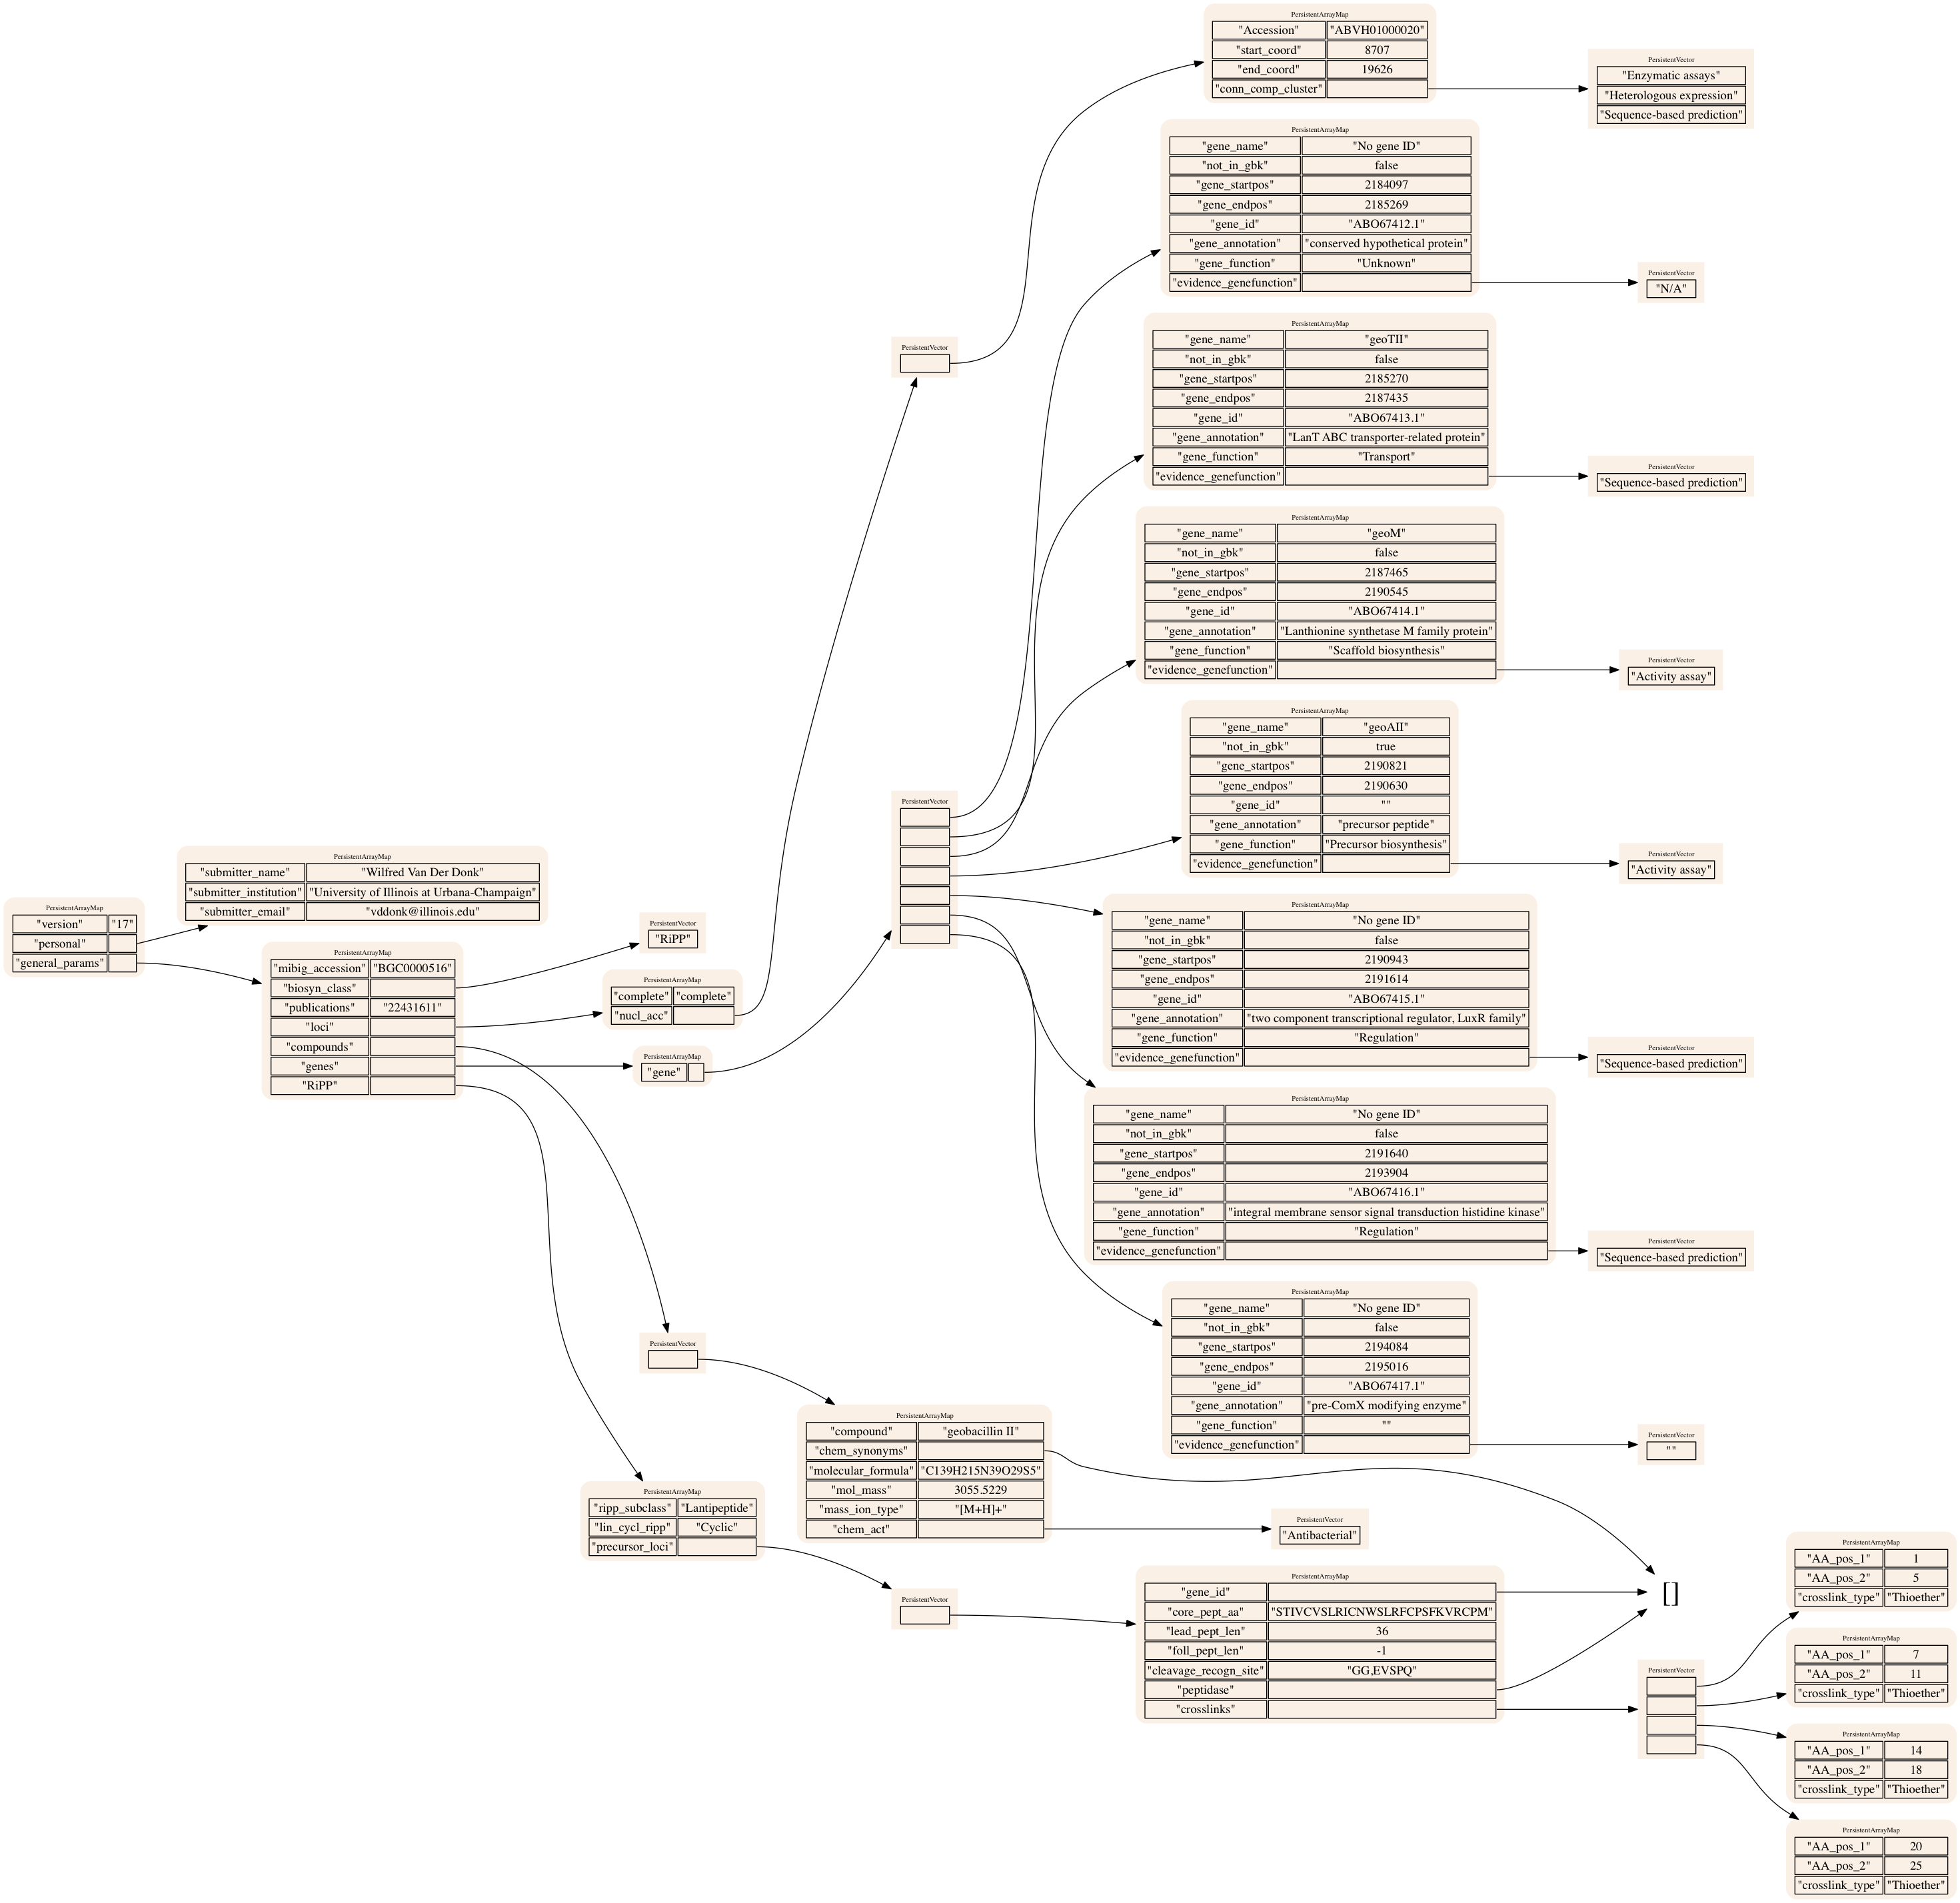 PersistentArrayMap
"version" "17"
"personal"
"general_params"
PersistentArrayMap
"submitter_name" "Wilfred Van Der Donk"
"submitter_institution" "University of Illinois at Urbana-Champaign"
"submitter_email" "vddonk@illinois.edu"
PersistentArrayMap
"mibig_accession" "BGC0000516"
"biosyn_class"
"publications" "22431611"
"loci"
"compounds"
"genes"
"RiPP"
PersistentVector
"RiPP"
PersistentArrayMap
"complete" "complete"
"nucl_acc"
PersistentArrayMap
"gene"
PersistentVector
PersistentArrayMap
"ripp_subclass" "Lantipeptide"
"lin_cycl_ripp" "Cyclic"
"precursor_loci"
PersistentVector
PersistentVector
PersistentArrayMap
"compound" "geobacillin II"
"chem_synonyms"
"molecular_formula" "C139H215N39O29S5"
"mol_mass" 3055.5229
"mass_ion_type" "[M+H]+"
"chem_act"
PersistentVector
PersistentArrayMap
"Accession" "ABVH01000020"
"start_coord" 8707
"end_coord" 19626
"conn_comp_cluster"
PersistentVector
"Enzymatic assays"
"Heterologous expression"
"Sequence-based prediction"
PersistentArrayMap
"gene_name" "No gene ID"
"not_in_gbk" false
"gene_startpos" 2184097
"gene_endpos" 2185269
"gene_id" "ABO67412.1"
"gene_annotation" "conserved hypothetical protein"
"gene_function" "Unknown"
"evidence_genefunction"
PersistentVector
"N/A"
PersistentArrayMap
"gene_name" "geoTII"
"not_in_gbk" false
"gene_startpos" 2185270
"gene_endpos" 2187435
"gene_id" "ABO67413.1"
"gene_annotation" "LanT ABC transporter-related protein"
"gene_function" "Transport"
"evidence_genefunction"
PersistentVector
"Sequence-based prediction"
PersistentArrayMap
"gene_name" "geoM"
"not_in_gbk" false
"gene_startpos" 2187465
"gene_endpos" 2190545
"gene_id" "ABO67414.1"
"gene_annotation" "Lanthionine synthetase M family protein"
"gene_function" "Scaffold biosynthesis"
"evidence_genefunction"
PersistentVector
"Activity assay"
PersistentArrayMap
"gene_name" "geoAII"
"not_in_gbk" true
"gene_startpos" 2190821
"gene_endpos" 2190630
"gene_id" ""
"gene_annotation" "precursor peptide"
"gene_function" "Precursor biosynthesis"
"evidence_genefunction"
PersistentVector
"Activity assay"
PersistentArrayMap
"gene_name" "No gene ID"
"not_in_gbk" false
"gene_startpos" 2190943
"gene_endpos" 2191614
"gene_id" "ABO67415.1"
"gene_annotation" "two component transcriptional regulator, LuxR family"
"gene_function" "Regulation"
"evidence_genefunction"
PersistentVector
"Sequence-based prediction"
PersistentArrayMap
"gene_name" "No gene ID"
"not_in_gbk" false
"gene_startpos" 2191640
"gene_endpos" 2193904
"gene_id" "ABO67416.1"
"gene_annotation" "integral membrane sensor signal transduction histidine kinase"
"gene_function" "Regulation"
"evidence_genefunction"
PersistentVector
"Sequence-based prediction"
PersistentArrayMap
"gene_name" "No gene ID"
"not_in_gbk" false
"gene_startpos" 2194084
"gene_endpos" 2195016
"gene_id" "ABO67417.1"
"gene_annotation" "pre-ComX modifying enzyme"
"gene_function" ""
"evidence_genefunction"
PersistentVector
""
PersistentVector
"Antibacterial"
PersistentVector
PersistentArrayMap
"gene_id"
"core_pept_aa" "STIVCVSLRICNWSLRFCPSFKVRCPM"
"lead_pept_len" 36
"foll_pept_len" -1
"cleavage_recogn_site" "GG,EVSPQ"
"peptidase"
"crosslinks"
[]
PersistentVector
PersistentArrayMap
"AA_pos_1" 1
"AA_pos_2" 5
"crosslink_type" "Thioether"
PersistentArrayMap
"AA_pos_1" 7
"AA_pos_2" 11
"crosslink_type" "Thioether"
PersistentArrayMap
"AA_pos_1" 14
"AA_pos_2" 18
"crosslink_type" "Thioether"
PersistentArrayMap
"AA_pos_1" 20
"AA_pos_2" 25
"crosslink_type" "Thioether"